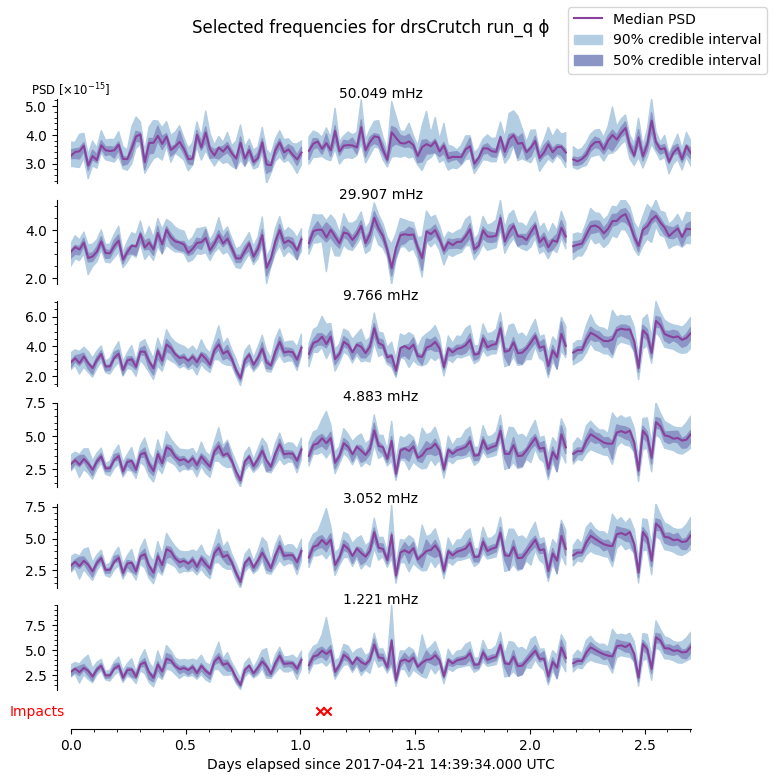 Selected frequencies for drsCrutch run_q ϕ
Median PSD
90% credible interval
50% credible interval
PSD [×10⁻¹⁵]
50.049 mHz
5.0
4.0
3.0
29.907 mHz
4.0
2.0
9.766 mHz
6.0
4.0
2.0
4.883 mHz
7.5
5.0
2.5
3.052 mHz
7.5
5.0
2.5
1.221 mHz
7.5
5.0
2.5
Impacts
0.0 0.5 1.0 1.5 2.0 2.5
Days elapsed since 2017-04-21 14:39:34.000 UTC